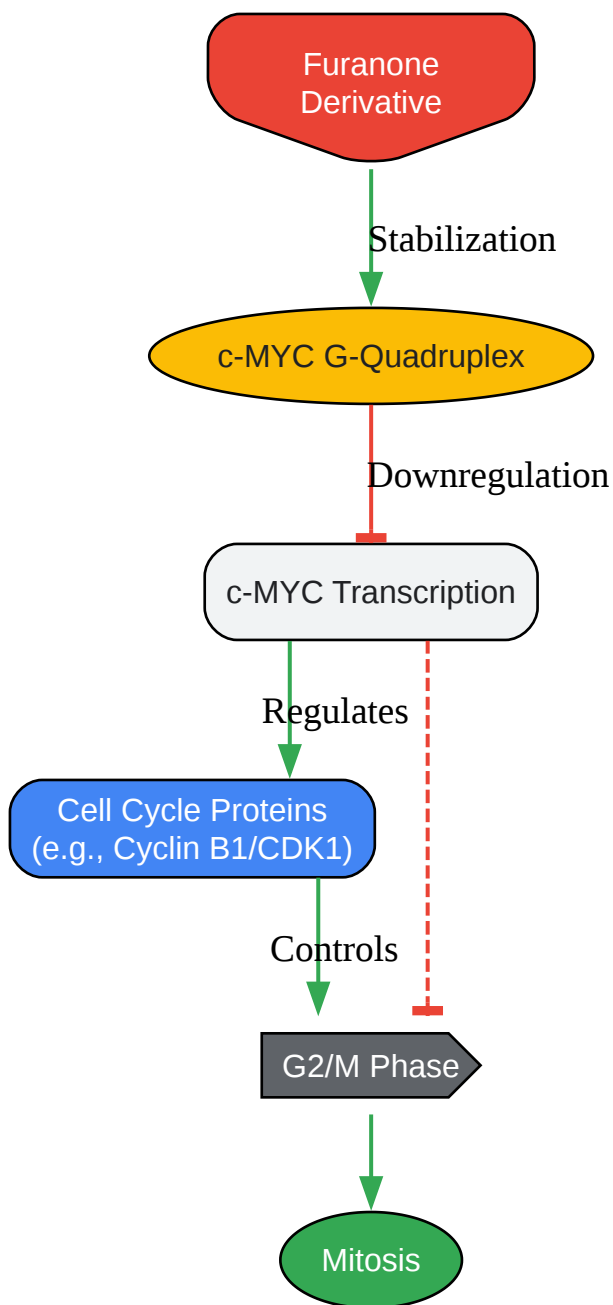 Furanone
Derivative
Stabilization
c-MYC G-Quadruplex
Downregulation
c-MYC Transcription
Regulates
Cell Cycle Proteins
(e.g., Cyclin B1/CDK1)
Controls
G2/M Phase
Mitosis